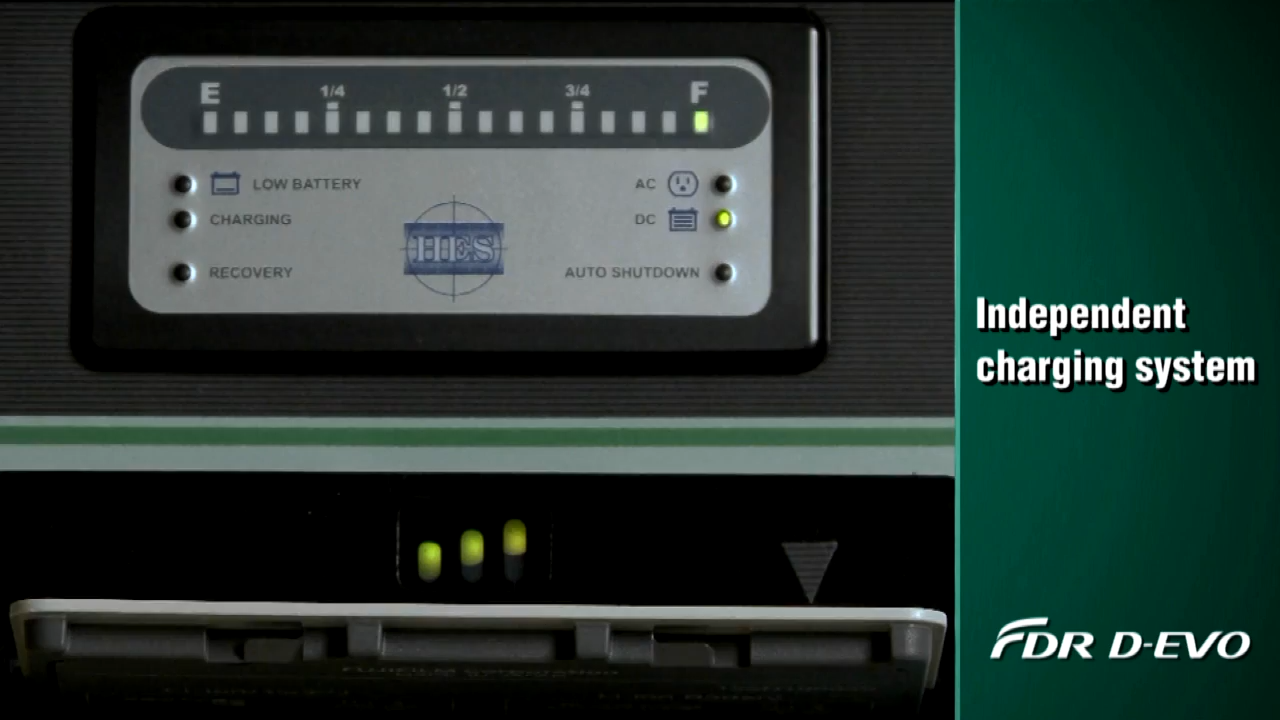 E 1/4 1/2 3/4 F
LOW BATTERY
AC
CHARGING
DC
HES
RECOVERY
AUTO SHUTDOWN
Independent
charging system
FDR D-EVO